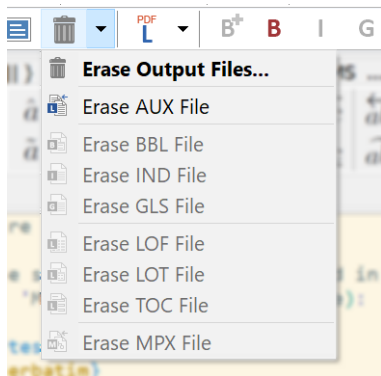 PDF
L
B+ B I G
Erase Output Files...
Erase AUX File
Erase BBL File
Erase IND File
Erase GLS File
Erase LOF File
Erase LOT File
Erase TOC File
Erase MPX File